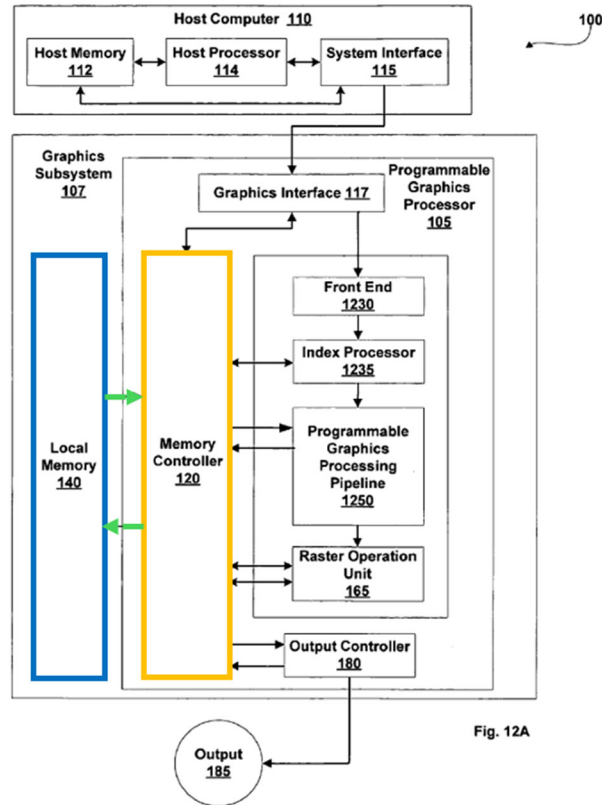 Host Computer 110
100
Host Memory
112
Host Processor
114
System Interface
115
Graphics
Subsystem
107
Programmable
Graphics
Processor
105
Graphics Interface 117
Front End
1230
Index Processor
1235
Local
Memory
140
Memory
Controller
120
Programmable
Graphics
Processing
Pipeline
1250
Raster Operation
Unit
165
Output Controller
180
Output
185
Fig. 12A